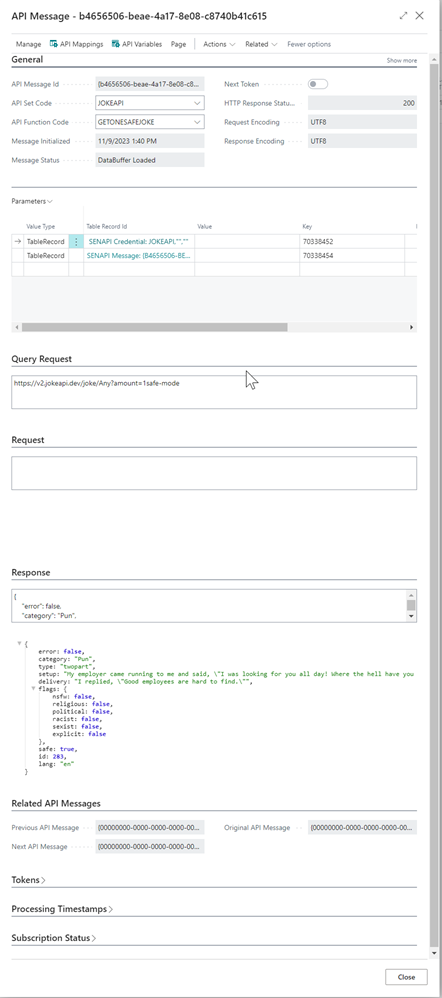 API Message - b4656506-beae-4a17-8e08-c8740b41c615
Manage API Mappings API Variables Page Actions Related Fewer options
General Show more
API Message Id {b4656506-beae-4a17-8e08-c8... Next Token
API Set Code JOKEAPI HTTP Response Statu... 200
API Function Code GETONESAFEJOKE Request Encoding UTF8
Message Initialized 11/9/2023 1:40 PM Response Encoding UTF8
Message Status DataBuffer Loaded
Parameters
Value Type Table Record Id Value Key
TableRecord SENAPI Credential: JOKEAPI."","" 70338452
TableRecord SENAPI Message: {B4656506-BE... 70338454
Query Request
https://v2.jokeapi.dev/joke/Any?amount=1safe-mode
Request
Response
{
"error": false,
"category": "Pun",
{
error: false,
category: "Pun",
type: "twopart",
setup: "My employer came running to me and said, \"I was looking for you all day! Where the hell have you
delivery: "I replied, \"Good employees are hard to find.\"",
flags: {
nsfw: false,
religious: false,
political: false,
racist: false,
sexist: false,
explicit: false
},
safe: true,
id: 283,
lang: "en"
}
Related API Messages
Previous API Message {00000000-0000-0000-0000-00... Original API Message {00000000-0000-0000-0000-00...
Next API Message {00000000-0000-0000-0000-00...
Tokens
Processing Timestamps
Subscription Status
Close